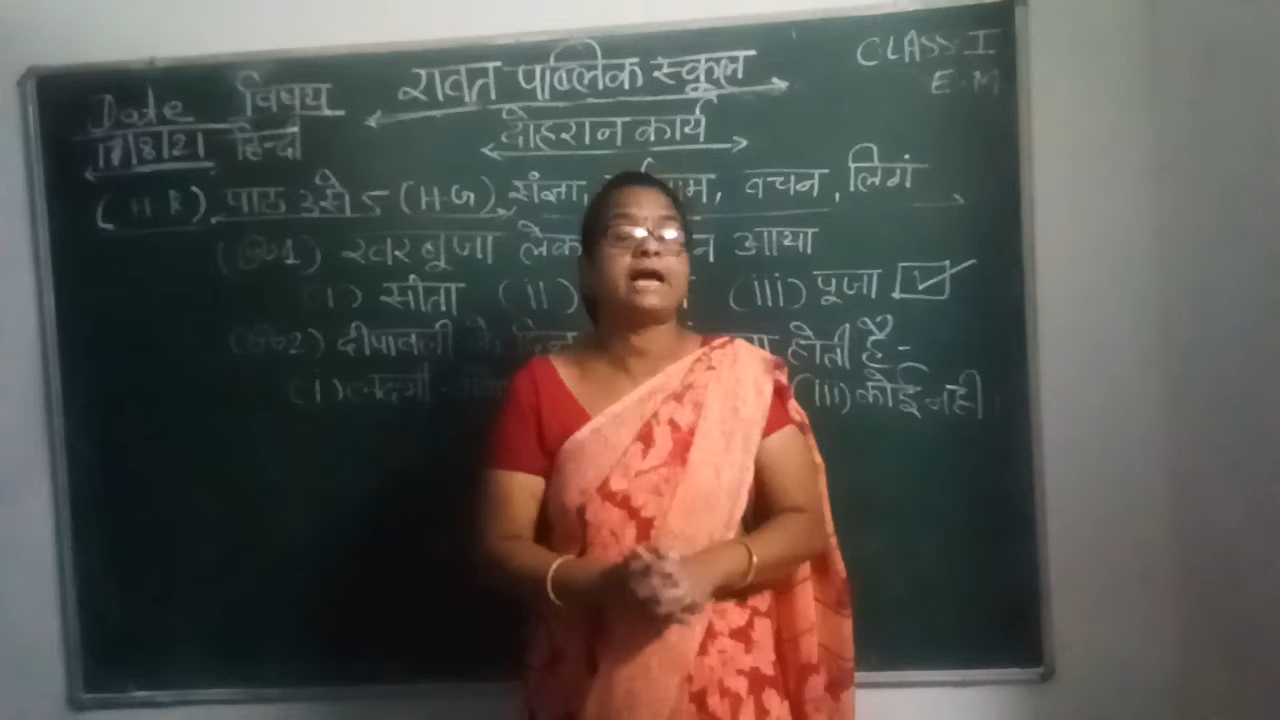 Date विषय रावत पब्लिक स्कूल CLASS I
17/8/21 हिन्दी दोहरान कार्य E.M
(H.R) पाठ 3 से 5 (H.G) संज्ञा, वचन, लिगं
1) खरबूजा आया
(i) सीता (ii) (iii) पूजा
2) दीपावली के दिन होती है-
(i) (iii) कोई नही